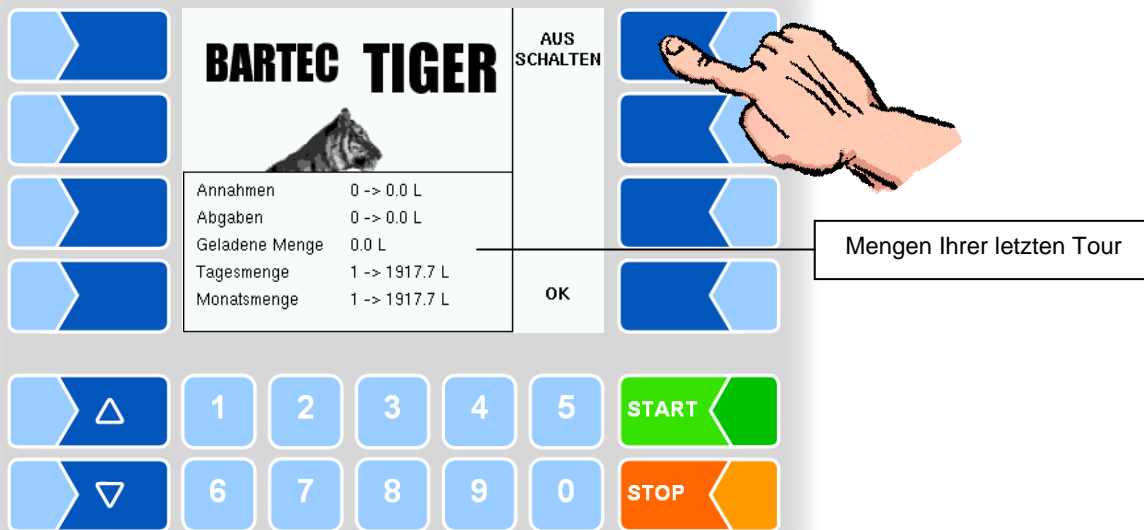 BARTEC TIGER
AUS
SCHALTEN
Annahmen 0 -> 0.0 L
Abgaben 0 -> 0.0 L
Geladene Menge 0.0 L
Tagesmenge 1 -> 1917.7 L
Monatsmenge 1 -> 1917.7 L
OK
Mengen Ihrer letzten Tour
1 2 3 4 5 START
6 7 8 9 0 STOP